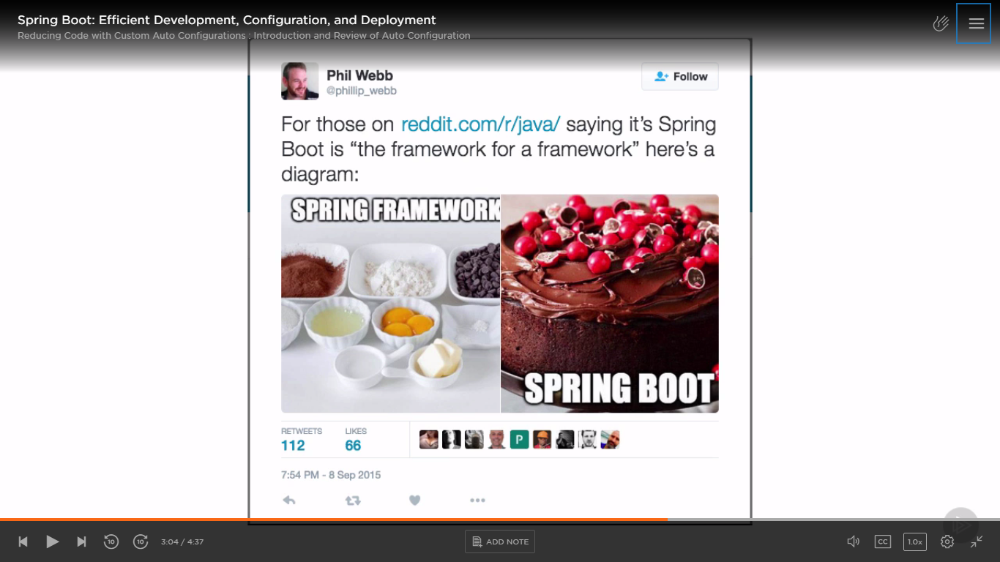 Spring Boot: Efficient Development, Configuration, and Deployment
Reducing Code with Custom Auto Configurations : Introduction and Review of Auto Configuration
Phil Webb
@phillip_webb
Follow
For those on reddit.com/r/java/ saying it’s Spring
Boot is “the framework for a framework” here’s a
diagram:
SPRING FRAMEWORK
SPRING BOOT
RETWEETS
112
LIKES
66
P
7:54 PM - 8 Sep 2015
10
10
3:04 / 4:37
ADD NOTE
CC
1.0x